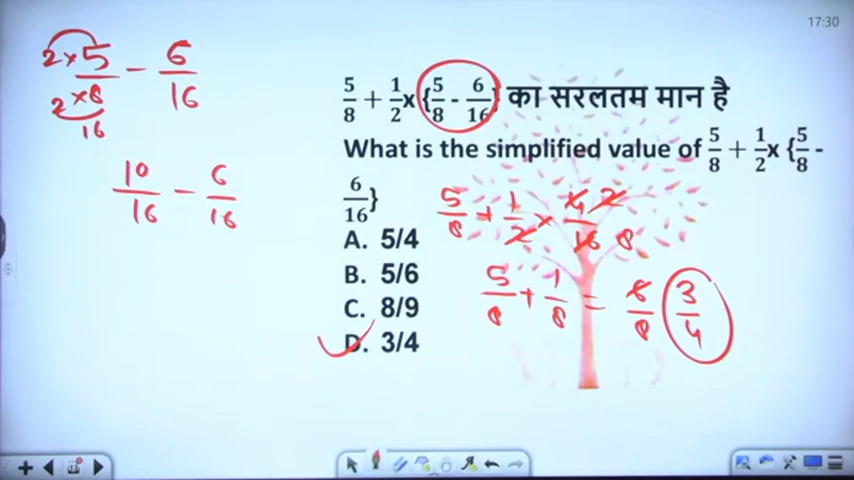 17:30
2 × 5/2 × 8 - 6/16
16
10/16 - 6/16
5/8 + 1/2 x {5/8 - 6/16} का सरलतम मान है
What is the simplified value of 5/8 + 1/2 x {5/8 -
6/16}
5/8 + 1/2 × 4/16 2 8
A. 5/4
B. 5/6
5/8 + 1/8 = 6/8 3/4
C. 8/9
D. 3/4